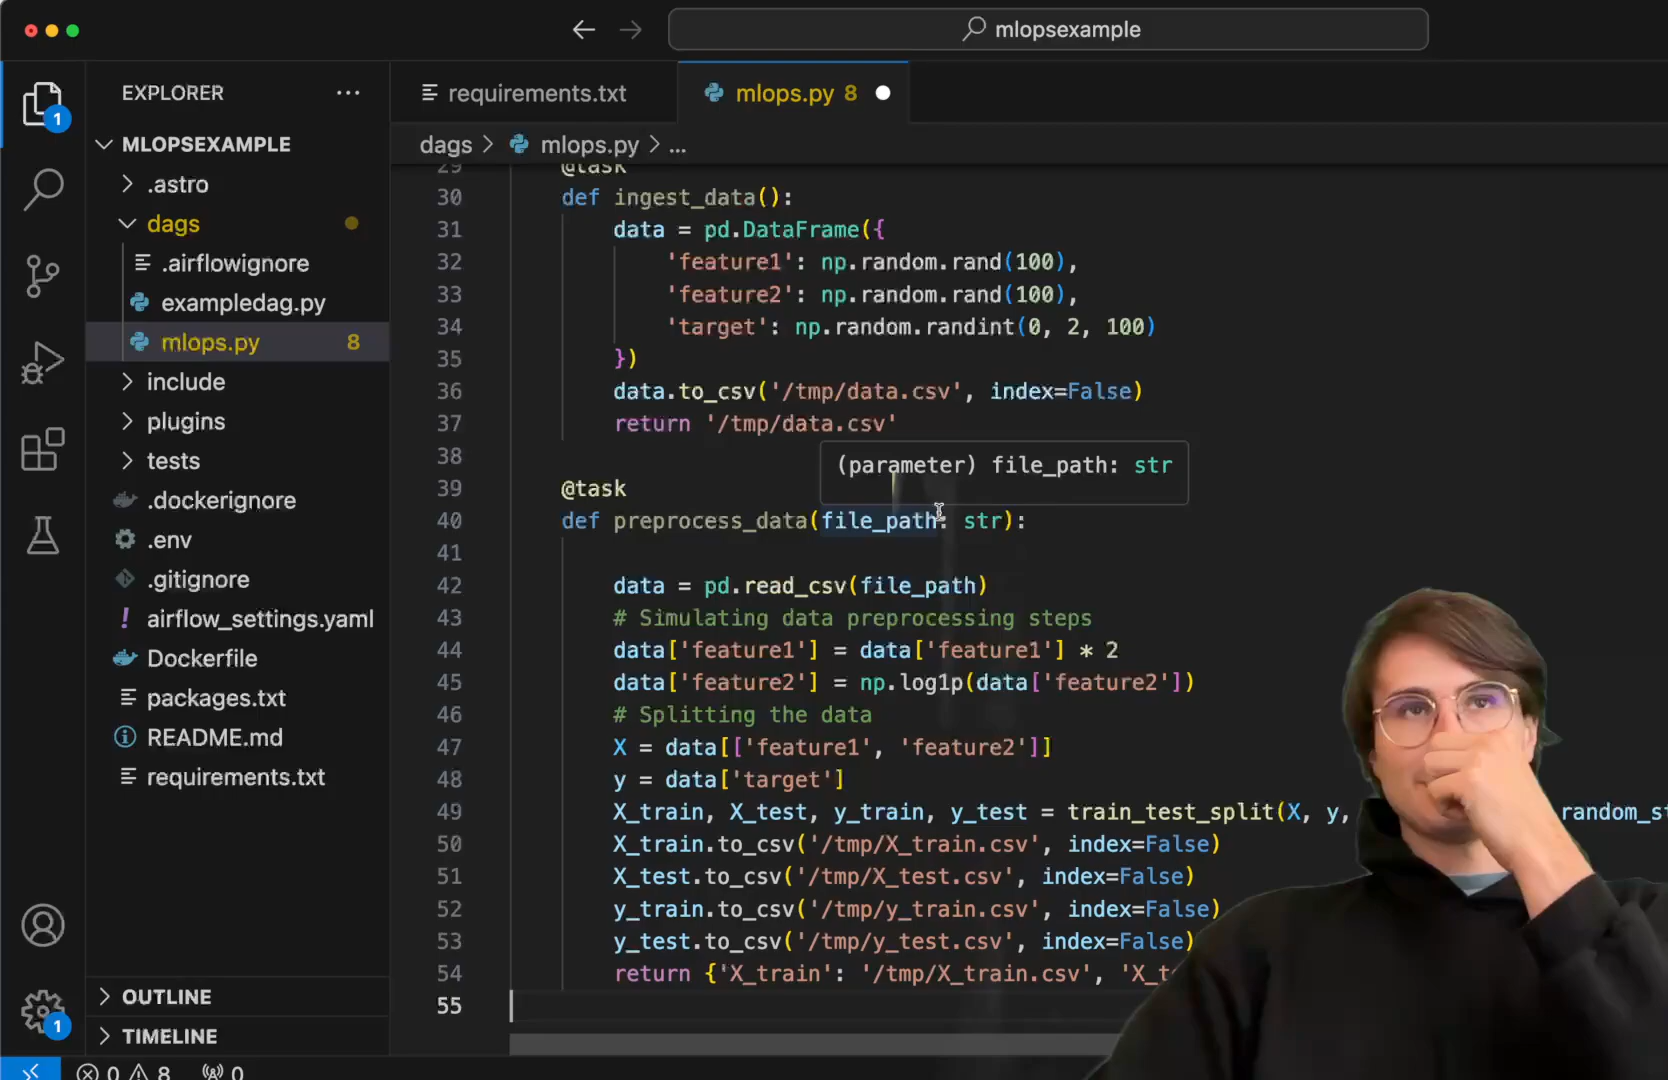 mlopsexample
EXPLORER
requirements.txt
mlops.py 8
MLOPSEXAMPLE
dags > mlops.py > ...
.astro
dags
.airflowignore
exampledag.py
mlops.py 8
include
plugins
tests
.dockerignore
.env
.gitignore
airflow_settings.yaml
Dockerfile
packages.txt
README.md
requirements.txt
OUTLINE
TIMELINE
1
1
0 8 0
29 @task
30 def ingest_data():
31 data = pd.DataFrame({
32 'feature1': np.random.rand(100),
33 'feature2': np.random.rand(100),
34 'target': np.random.randint(0, 2, 100)
35 })
36 data.to_csv('/tmp/data.csv', index=False)
37 return '/tmp/data.csv'
38
(parameter) file_path: str
39 @task
40 def preprocess_data(file_path: str):
41
42 data = pd.read_csv(file_path)
43 # Simulating data preprocessing steps
44 data['feature1'] = data['feature1'] * 2
45 data['feature2'] = np.log1p(data['feature2'])
46 # Splitting the data
47 X = data[['feature1', 'feature2']]
48 y = data['target']
49 X_train, X_test, y_train, y_test = train_test_split(X, y, random_st
50 X_train.to_csv('/tmp/X_train.csv', index=False)
51 X_test.to_csv('/tmp/X_test.csv', index=False)
52 y_train.to_csv('/tmp/y_train.csv', index=False)
53 y_test.to_csv('/tmp/y_test.csv', index=False)
54 return {'X_train': '/tmp/X_train.csv', 'X_t
55